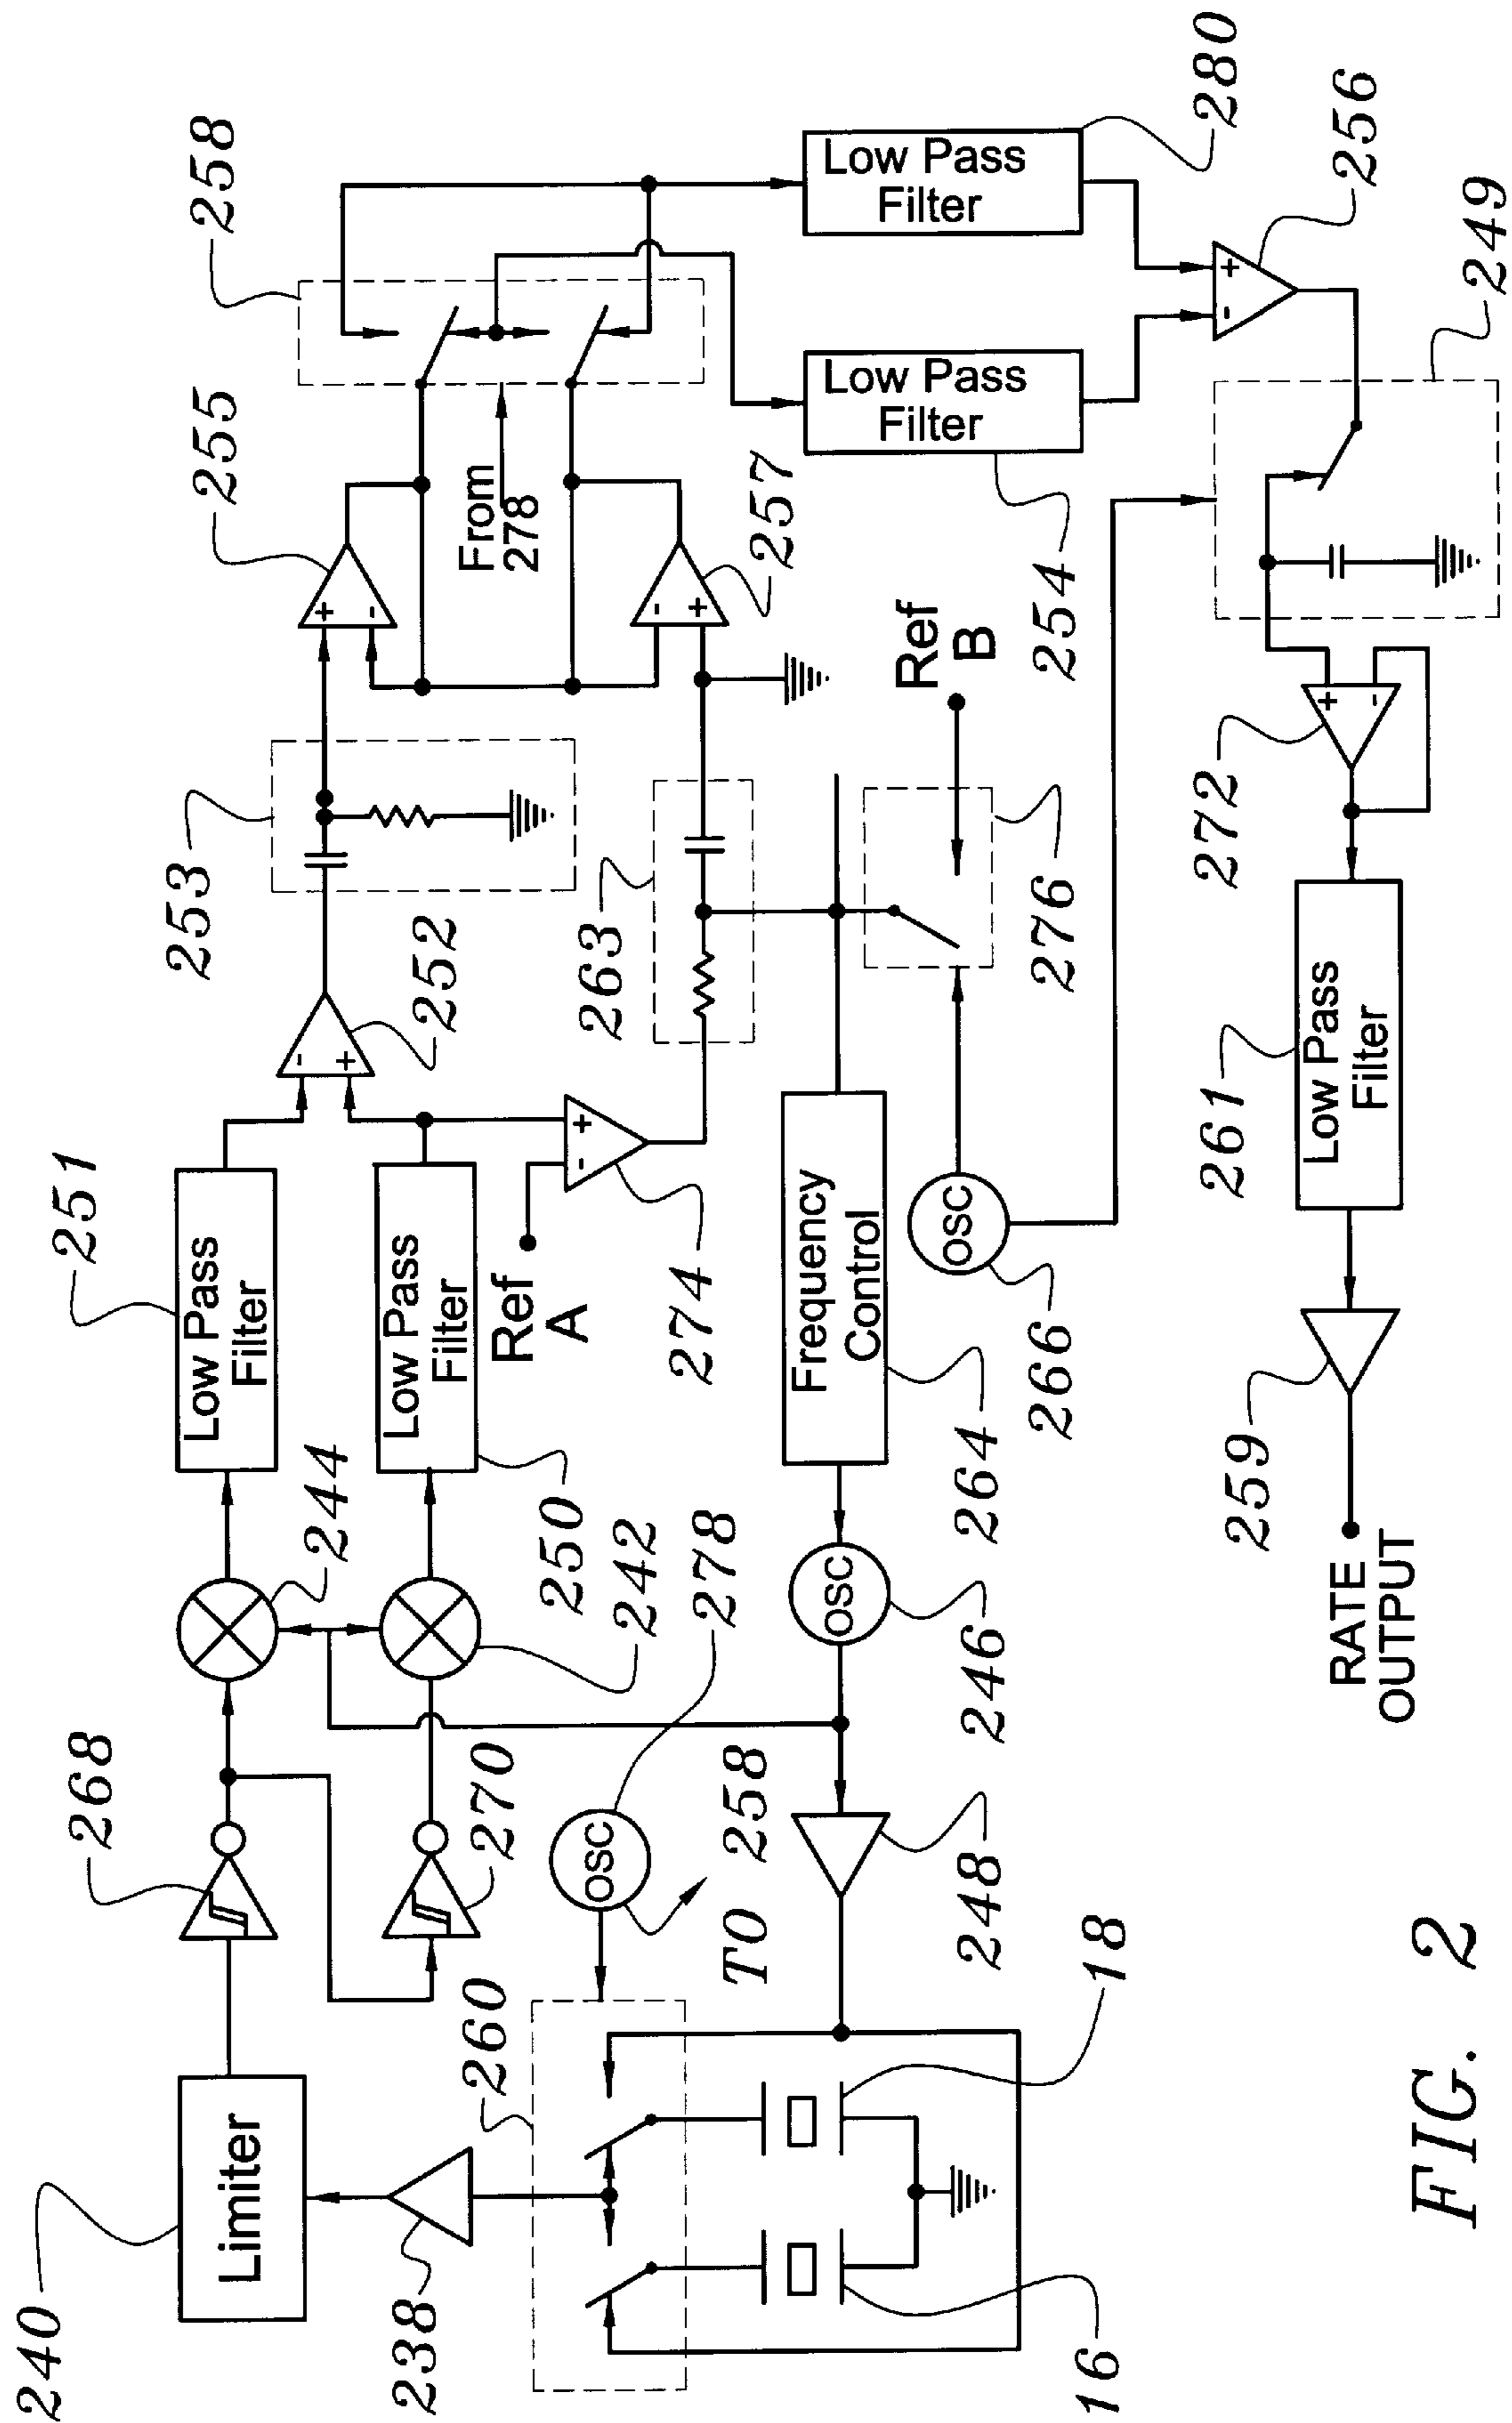 240
Limiter
238
260
16
18
268
270
OSC
278
TO 258
248
244
242
251
Low Pass
Filter
250
Low Pass
Filter
Ref
A
274
-
+
252
-
+
253
263
Frequency
Control
264
OSC
246
OSC
266
276
Ref
B
255
+
-
257
-
+
258
From
278
Low Pass
Filter
280
Low Pass
Filter
254
256
+
-
249
272
+
-
261
Low Pass
Filter
259
RATE
OUTPUT
FIG. 2